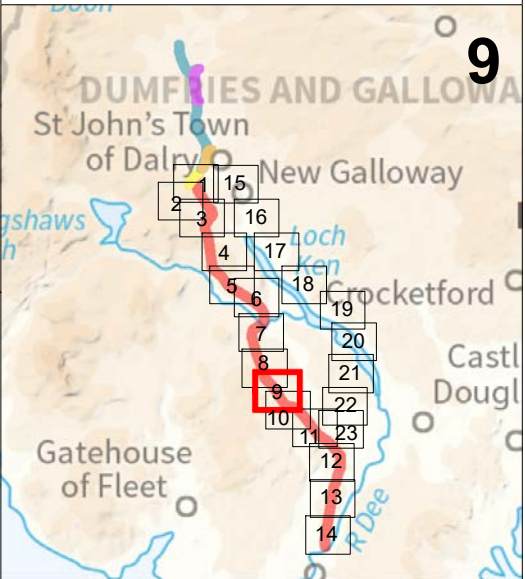 Doon
9
DUMFRIES AND GALLOWA
St John's Town
of Dalry
New Galloway
1
15
2
3
16
gshaws
h
Loch
Ken
4
17
5
6
18
Crocketford
19
7
20
8
21
Castl
Dougl
9
22
10
11
23
Gatehouse
of Fleet
12
13
14
R Dee